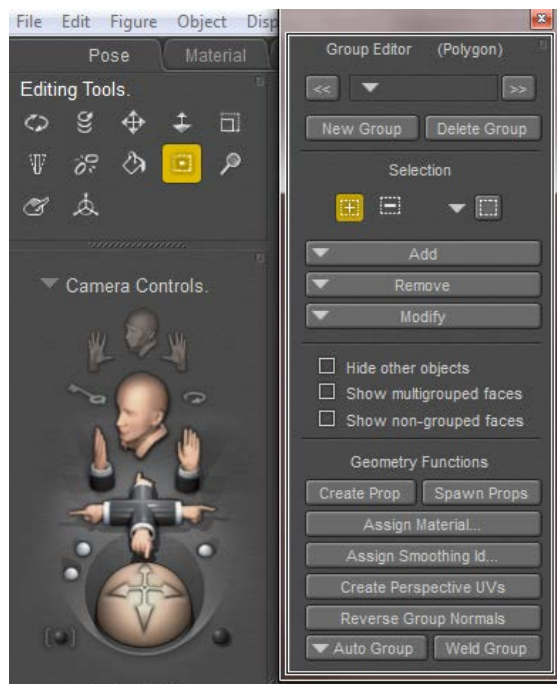 File Edit Figure Object Disp
Pose Material
Editing Tools.
Camera Controls.
Group Editor (Polygon)
<< >>
New Group Delete Group
Selection
Add
Remove
Modify
Hide other objects
Show multigrouped faces
Show non-grouped faces
Geometry Functions
Create Prop Spawn Props
Assign Material...
Assign Smoothing Id...
Create Perspective UVs
Reverse Group Normals
Auto Group Weld Group